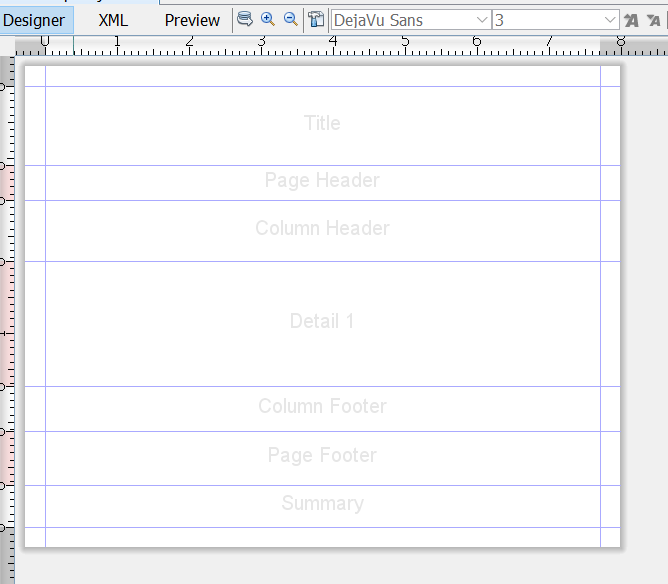 Designer XML Preview DejaVu Sans 3
0 1 2 3 4 5 6 7 8
Title
Page Header
Column Header
Detail 1
Column Footer
Page Footer
Summary